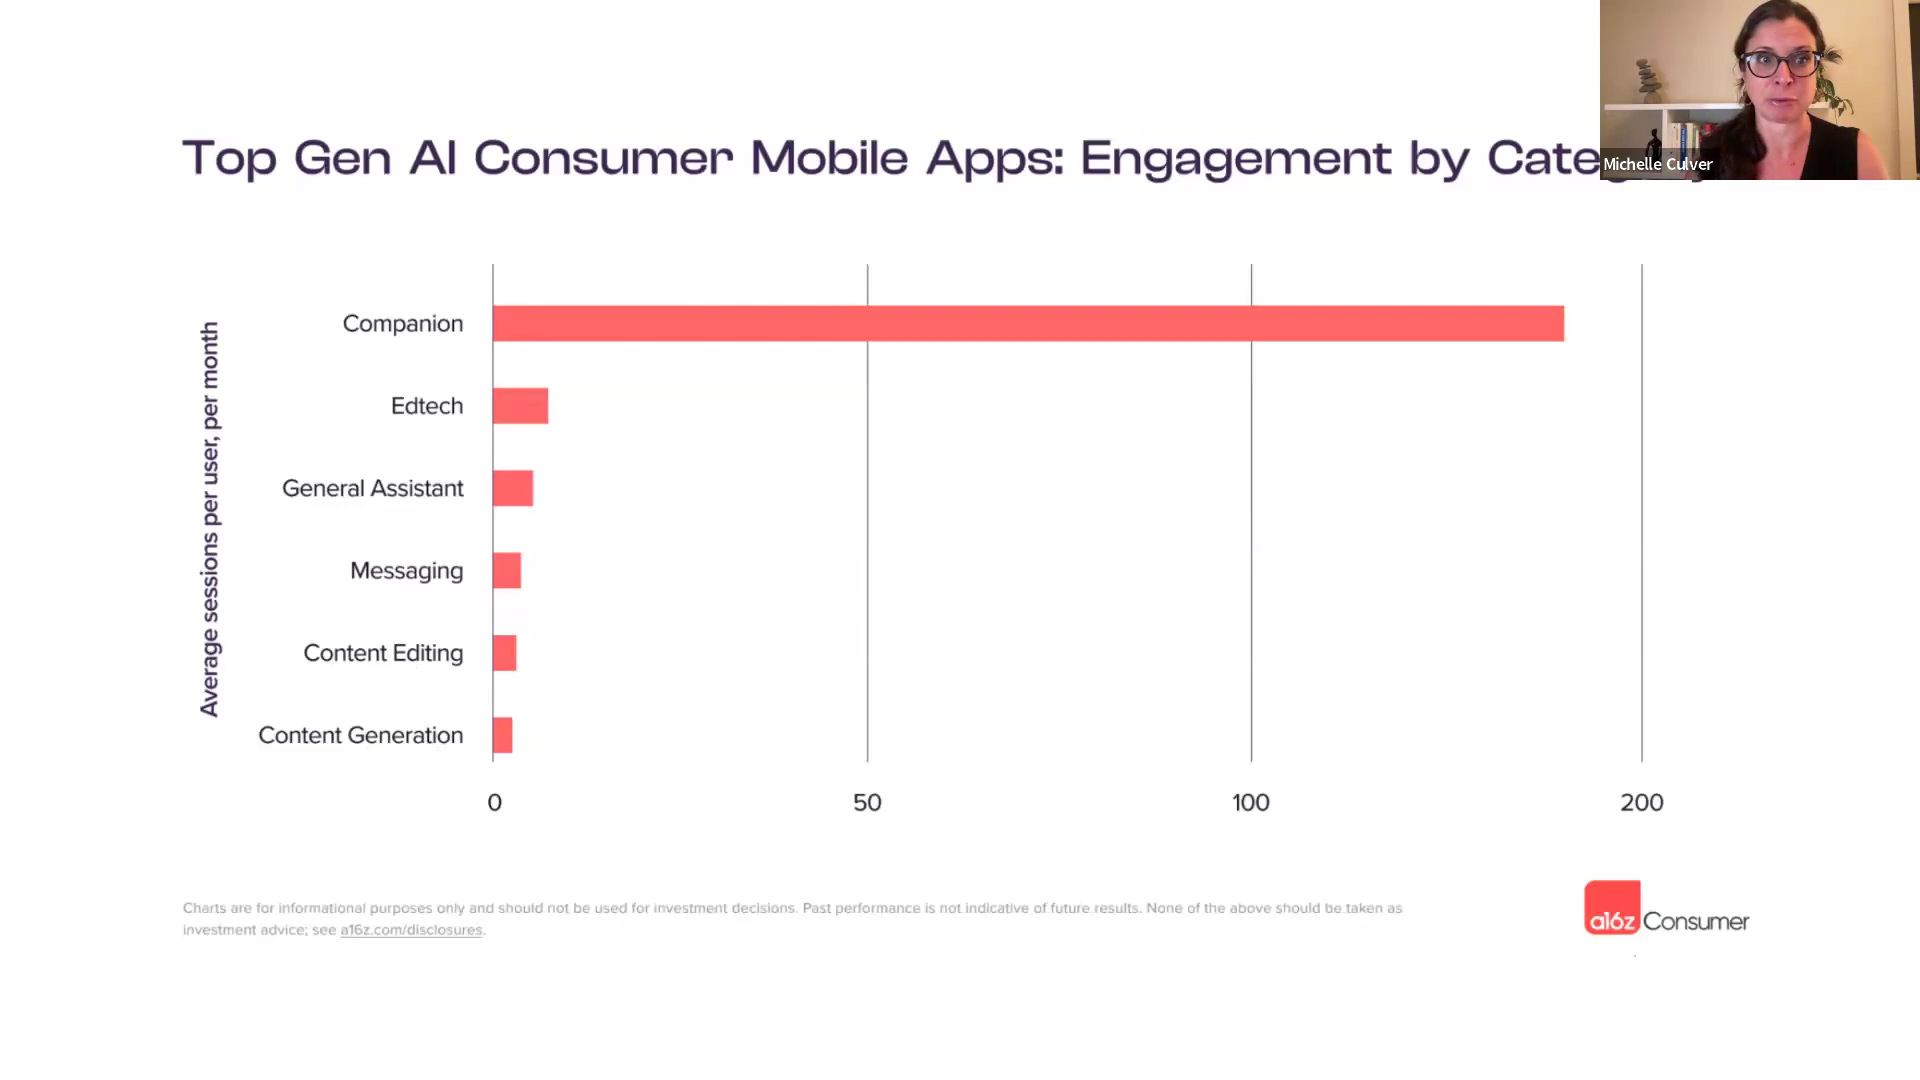 Michelle Culver
Top Gen AI Consumer Mobile Apps: Engagement by
Average sessions per user, per month
Companion
Edtech
General Assistant
Messaging
Content Editing
Content Generation
0 50 100 200
Charts are for informational purposes only and should not be used for investment decisions. Past performance is not indicative of future results. None of the above should be taken as
investment advice; see a16z.com/disclosures.
a16z Consumer